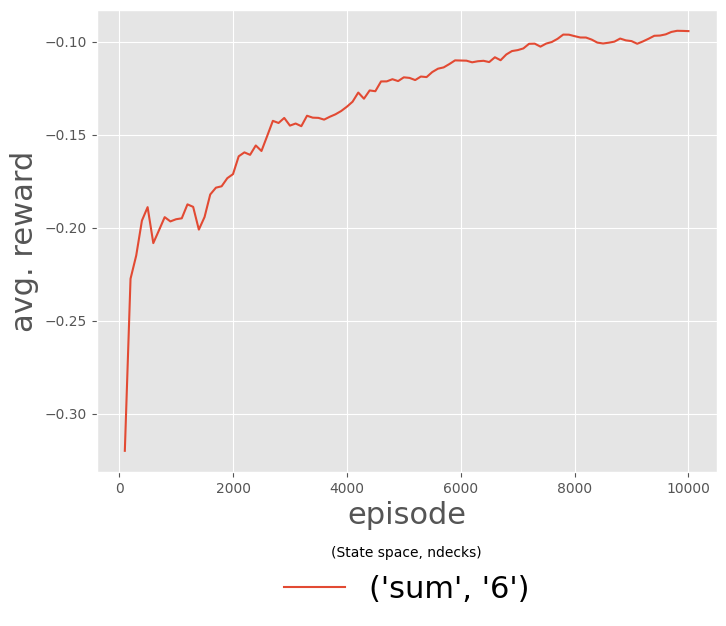 avg. reward
−0.10
−0.15
−0.20
−0.25
−0.30
0 2000 4000 6000 8000 10000
episode
(State space, ndecks)
('sum', '6')